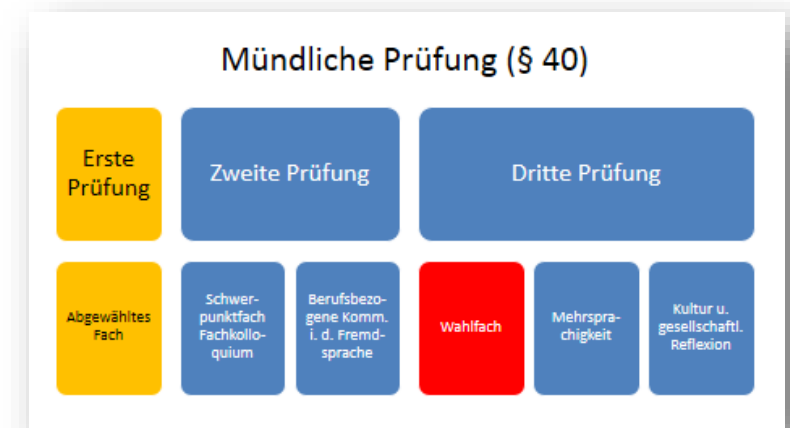 Mündliche Prüfung (§ 40)
Erste
Prüfung
Zweite Prüfung
Dritte Prüfung
Abgewähltes
Fach
Schwer-
punktfach
Fachkollo-
quium
Berufsbezo-
gene Komm.
i. d. Fremd-
sprache
Wahlfach
Mehrspra-
chigkeit
Kultur u.
gesellschaftl.
Reflexion